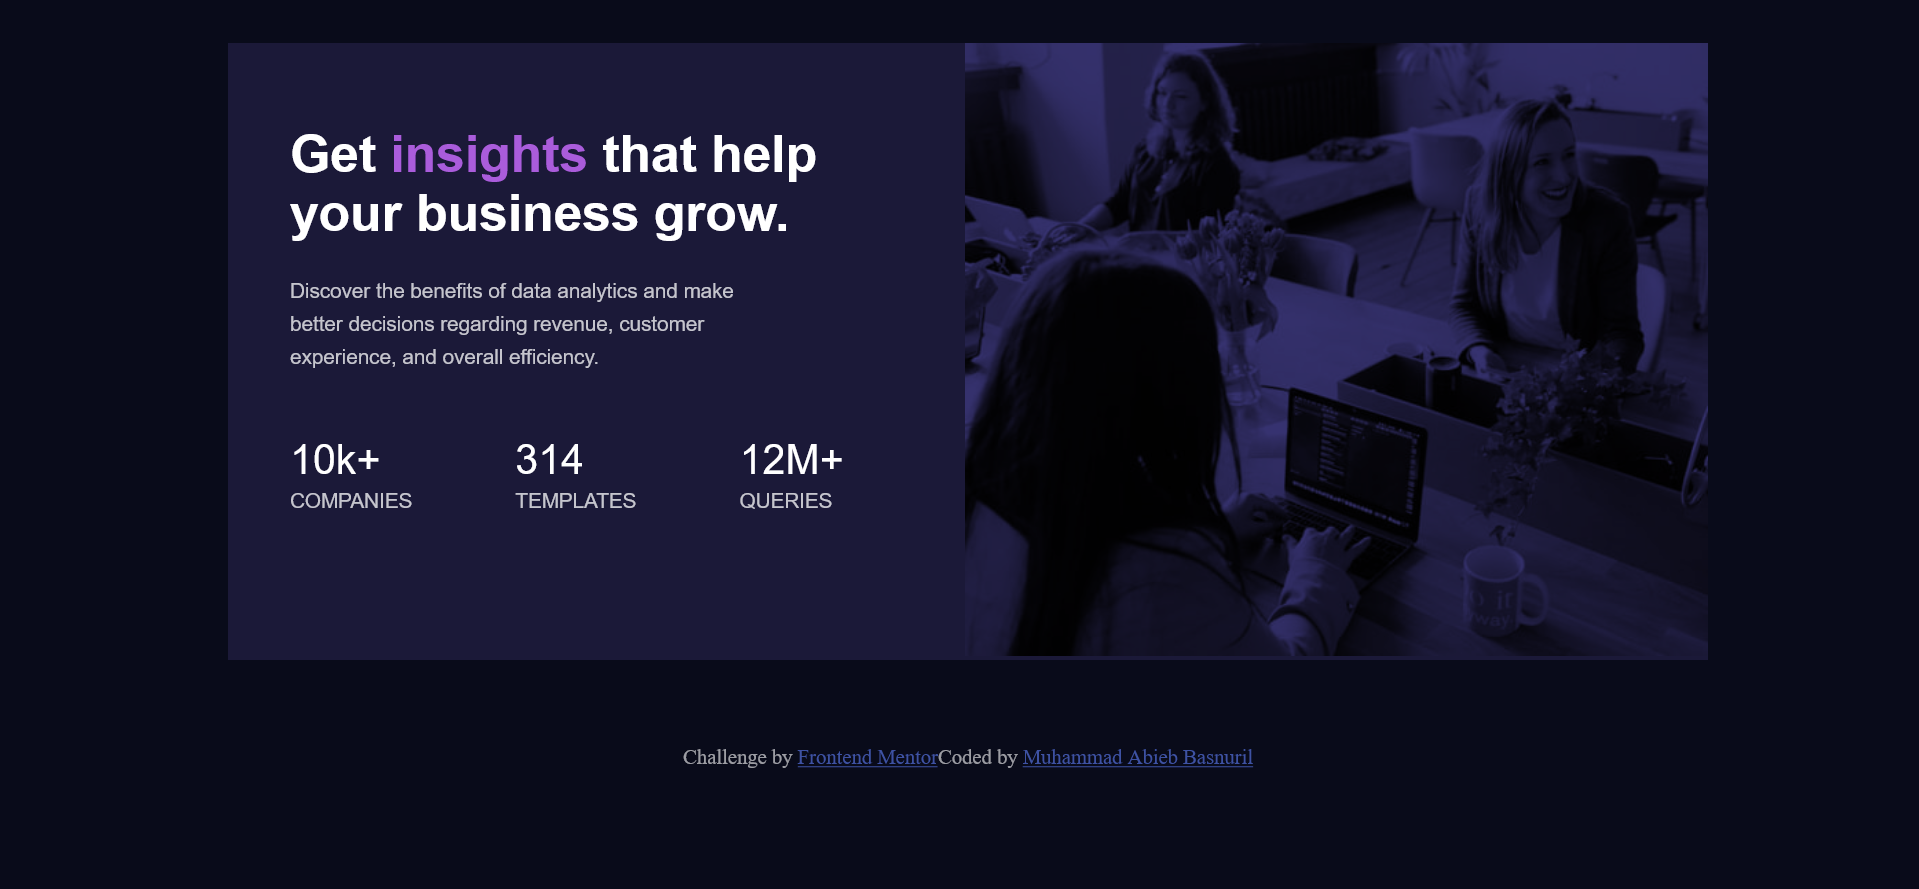 Get insights that help
your business grow.
Discover the benefits of data analytics and make
better decisions regarding revenue, customer
experience, and overall efficiency.
10k+
COMPANIES
314
TEMPLATES
12M+
QUERIES
if
way
Challenge by Frontend MentorCoded by Muhammad Abieb Basnuril